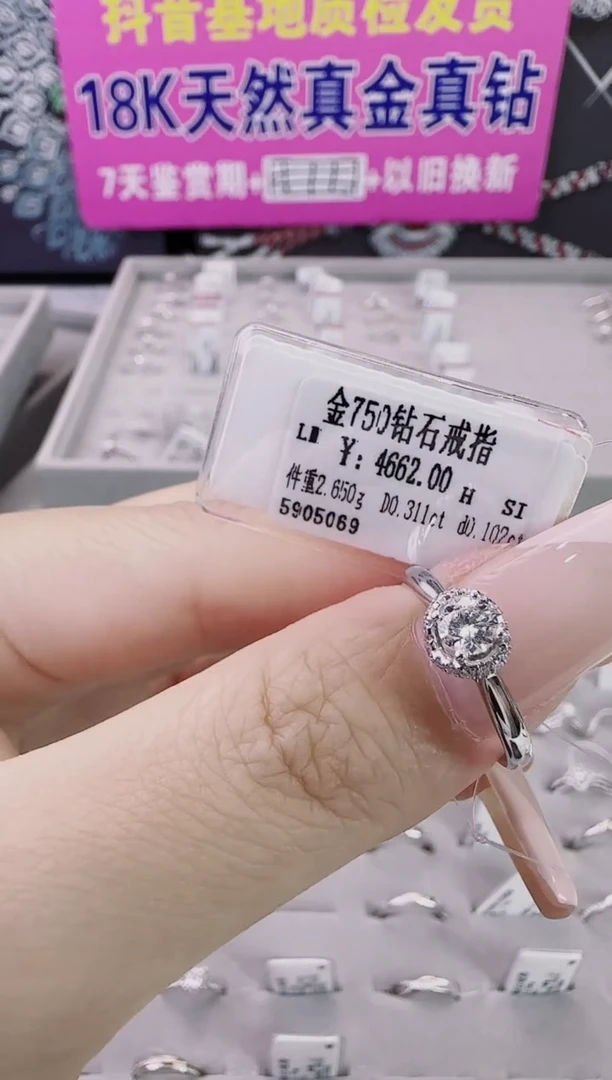 抖音基地质检发货
18K天然真金真钻
7天鉴赏期+
+以旧换新
金750钻石戒指
¥: 4662.00 H SI
件重2.650g D0.311ct d0.102ct
5905069